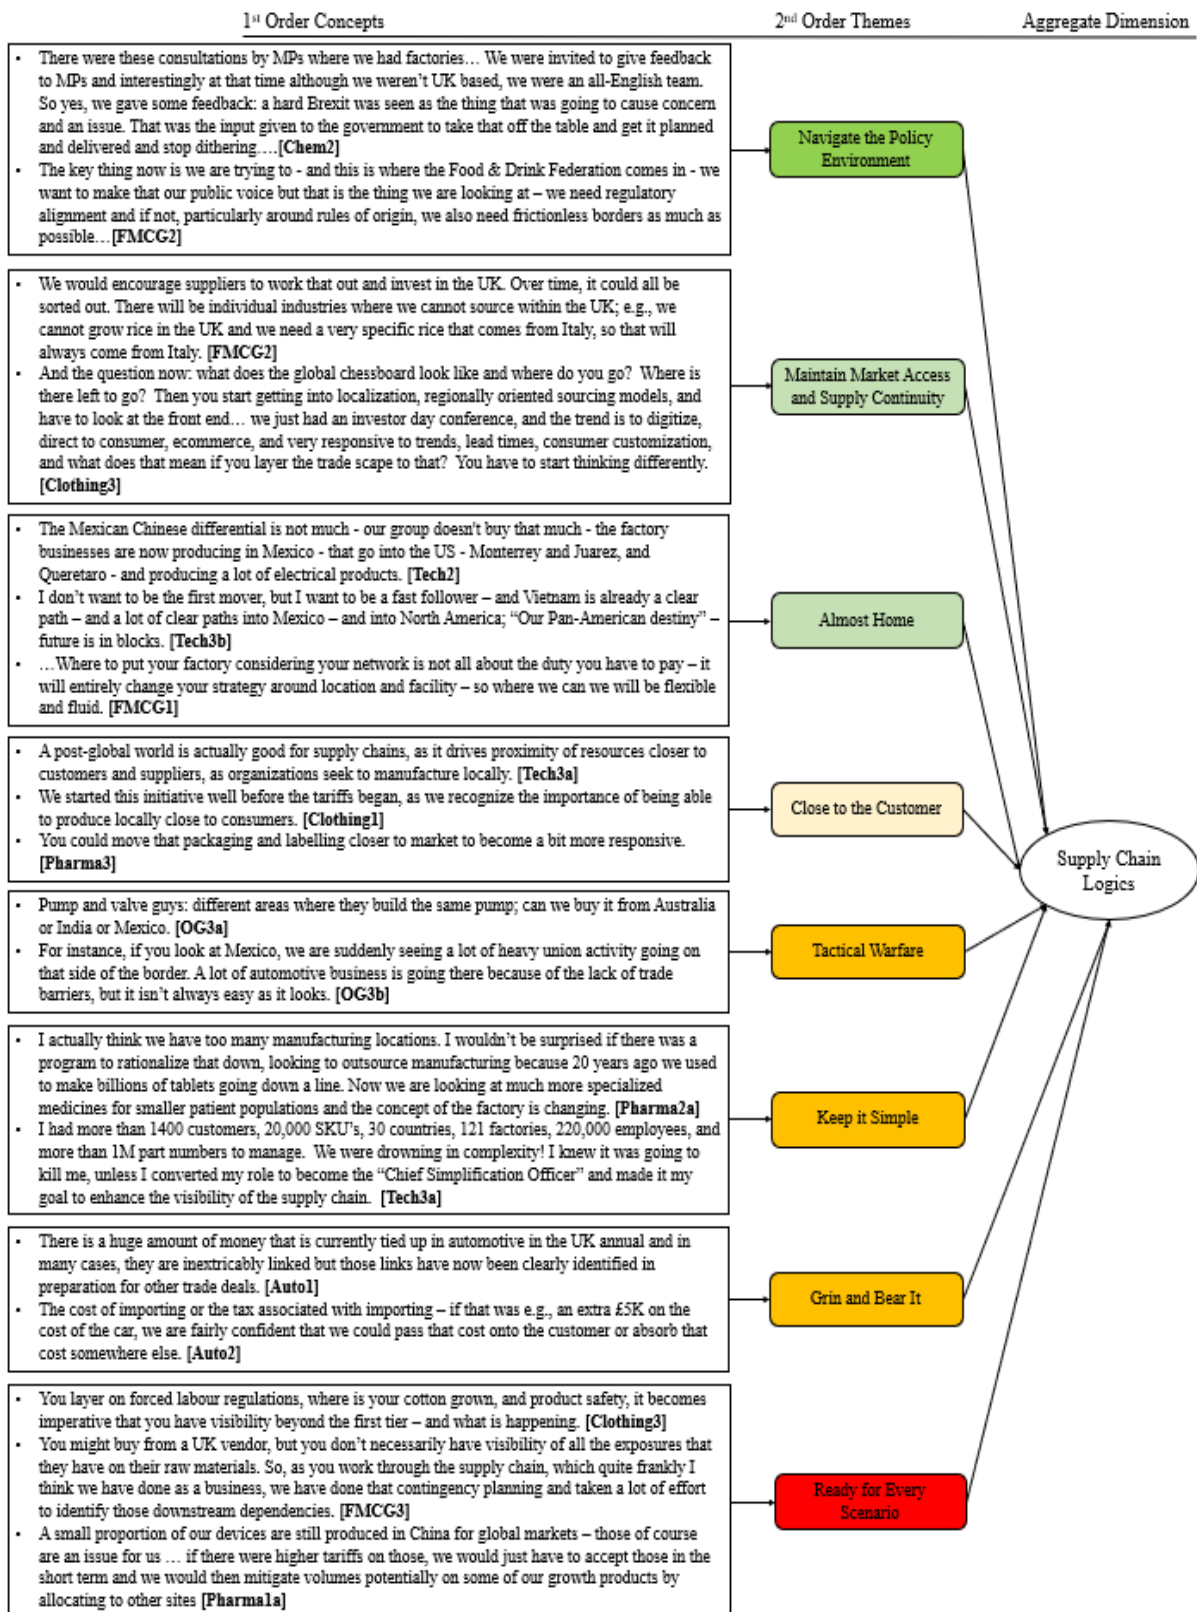 1st Order Concepts 2nd Order Themes Aggregate Dimension
• There were these consultations by MPs where we had factories… We were invited to give feedback
to MPs and interestingly at that time although we weren't UK based, we were an all-English team.
So yes, we gave some feedback: a hard Brexit was seen as the thing that was going to cause concern
and an issue. That was the input given to the government to take that off the table and get it planned
and delivered and stop dithering….[Chem2]
• The key thing now is we are trying to - and this is where the Food & Drink Federation comes in - we
want to make that our public voice but that is the thing we are looking at – we need regulatory
alignment and if not, particularly around rules of origin, we also need frictionless borders as much as
possible…[FMCG2]
Navigate the Policy
Environment
• We would encourage suppliers to work that out and invest in the UK. Over time, it could all be
sorted out. There will be individual industries where we cannot source within the UK; e.g., we
cannot grow rice in the UK and we need a very specific rice that comes from Italy, so that will
always come from Italy. [FMCG2]
• And the question now: what does the global chessboard look like and where do you go? Where is
there left to go? Then you start getting into localization, regionally oriented sourcing models, and
have to look at the front end… we just had an investor day conference, and the trend is to digitize,
direct to consumer, ecommerce, and very responsive to trends, lead times, consumer customization,
and what does that mean if you layer the trade scape to that? You have to start thinking differently.
[Clothing3]
Maintain Market Access
and Supply Continuity
• The Mexican Chinese differential is not much - our group doesn't buy that much - the factory
businesses are now producing in Mexico - that go into the US - Monterrey and Juarez, and
Queretaro - and producing a lot of electrical products. [Tech2]
• I don't want to be the first mover, but I want to be a fast follower – and Vietnam is already a clear
path – and a lot of clear paths into Mexico – and into North America; “Our Pan-American destiny” –
future is in blocks. [Tech3b]
• …Where to put your factory considering your network is not all about the duty you have to pay – it
will entirely change your strategy around location and facility – so where we can we will be flexible
and fluid. [FMCG1]
Almost Home
• A post-global world is actually good for supply chains, as it drives proximity of resources closer to
customers and suppliers, as organizations seek to manufacture locally. [Tech3a]
• We started this initiative well before the tariffs began, as we recognize the importance of being able
to produce locally close to consumers. [Clothing1]
• You could move that packaging and labelling closer to market to become a bit more responsive.
[Pharma3]
Close to the Customer
Supply Chain
Logics
• Pump and valve guys: different areas where they build the same pump; can we buy it from Australia
or India or Mexico. [OG3a]
• For instance, if you look at Mexico, we are suddenly seeing a lot of heavy union activity going on
that side of the border. A lot of automotive business is going there because of the lack of trade
barriers, but it isn't always easy as it looks. [OG3b]
Tactical Warfare
• I actually think we have too many manufacturing locations. I wouldn't be surprised if there was a
program to rationalize that down, looking to outsource manufacturing because 20 years ago we used
to make billions of tablets going down a line. Now we are looking at much more specialized
medicines for smaller patient populations and the concept of the factory is changing. [Pharma2a]
• I had more than 1400 customers, 20,000 SKU's, 30 countries, 121 factories, 220,000 employees, and
more than 1M part numbers to manage. We were drowning in complexity! I knew it was going to
kill me, unless I converted my role to become the “Chief Simplification Officer” and made it my
goal to enhance the visibility of the supply chain. [Tech3a]
Keep it Simple
• There is a huge amount of money that is currently tied up in automotive in the UK annual and in
many cases, they are inextricably linked but those links have now been clearly identified in
preparation for other trade deals. [Auto1]
• The cost of importing or the tax associated with importing – if that was e.g., an extra £5K on the
cost of the car, we are fairly confident that we could pass that cost onto the customer or absorb that
cost somewhere else. [Auto2]
Grin and Bear It
• You layer on forced labour regulations, where is your cotton grown, and product safety, it becomes
imperative that you have visibility beyond the first tier – and what is happening. [Clothing3]
• You might buy from a UK vendor, but you don't necessarily have visibility of all the exposures that
they have on their raw materials. So, as you work through the supply chain, which quite frankly I
think we have done as a business, we have done that contingency planning and taken a lot of effort
to identify those downstream dependencies. [FMCG3]
• A small proportion of our devices are still produced in China for global markets – those of course
are an issue for us … if there were higher tariffs on those, we would just have to accept those in the
short term and we would then mitigate volumes potentially on some of our growth products by
allocating to other sites [Pharma1a]
Ready for Every
Scenario